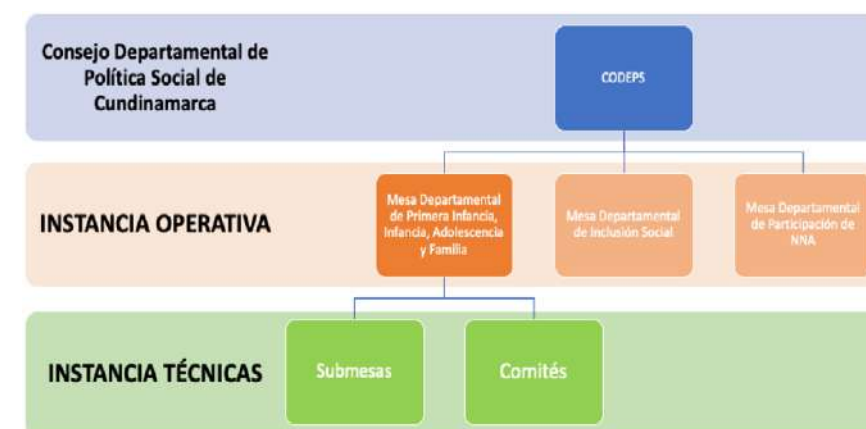 Consejo Departamental de
Política Social de
Cundinamarca
CODEPS
INSTANCIA OPERATIVA
Mesa Departamental
de Primera Infancia,
Infancia, Adolescencia
y Familia
Mesa Departamental
de Inclusión Social
Mesa Departamental
de Participación de
NNA
INSTANCIA TÉCNICAS
Submesas
Comités